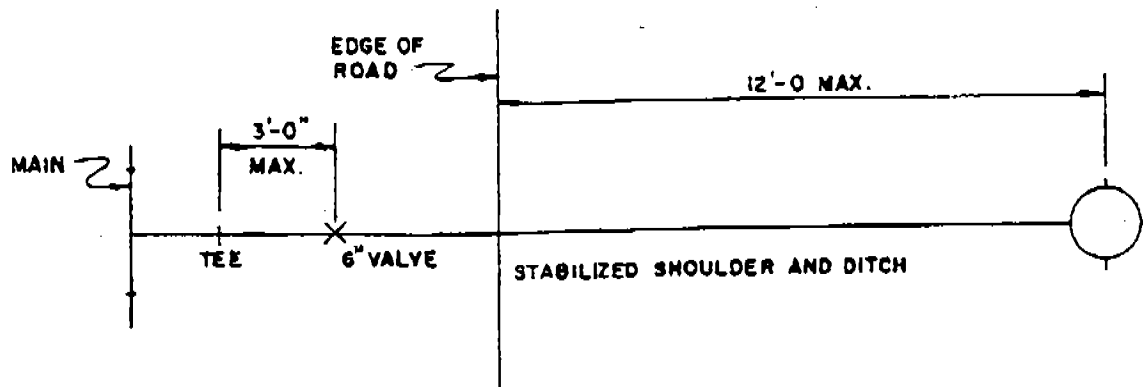 EDGE OF
ROAD
12'-0 MAX.
3'-0"
MAX.
MAIN
TEE
6" VALVE
STABILIZED SHOULDER AND DITCH